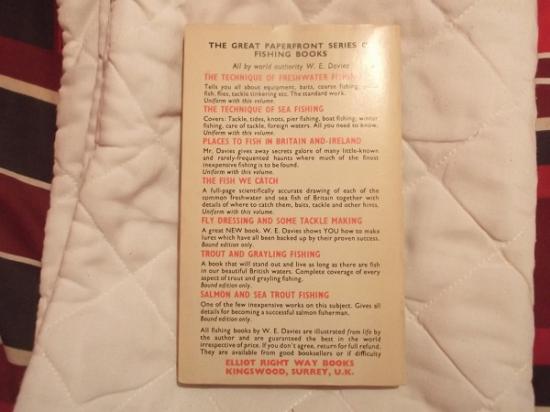 THE GREAT PAPERFRONT SERIES
FISHING BOOKS
All by world authority W. E. Davies
THE TECHNIQUE OF FRESHWATER FISHING
Tells you all about equipment, baits, coarse fishing,
fish, flies, tackle tinkering etc. The standard work.
Uniform with this volume.
THE TECHNIQUE OF SEA FISHING
Covers: Tackle, tides, knots, pier fishing, boat fishing, winter
fishing, care of tackle, foreign waters. All you need to know.
Uniform with this volume.
PLACES TO FISH IN BRITAIN AND IRELAND
Mr. Davies gives away secrets galore of many little-known
and rarely-frequented haunts where much of the finest
inexpensive fishing is to be found.
Uniform with this volume.
THE FISH WE CATCH
A full-page scientifically accurate drawing of each of the
common freshwater and sea fish of Britain together with
details of where to catch them, baits, tackle and other hints.
Uniform with this volume.
FLY DRESSING AND SOME TACKLE MAKING
A great NEW book. W. E. Davies shows YOU how to make
lures which have all been backed up by their proven success.
Bound edition only.
TROUT AND GRAYLING FISHING
A book that will stand out and live as long as there are fish
in our beautiful British waters. Complete coverage of every
aspect of trout and grayling fishing.
Bound edition only.
SALMON AND SEA TROUT FISHING
One of the few inexpensive works on this subject. Gives all
details for becoming a successful salmon fisherman.
Bound edition only.
All fishing books by W. E. Davies are illustrated from life by
the author and are guaranteed the best in the world
irrespective of price. If you don't agree, return for full refund.
They are available from good booksellers or if difficulty
ELLIOT RIGHT WAY BOOKS
KINGSWOOD, SURREY, U.K.